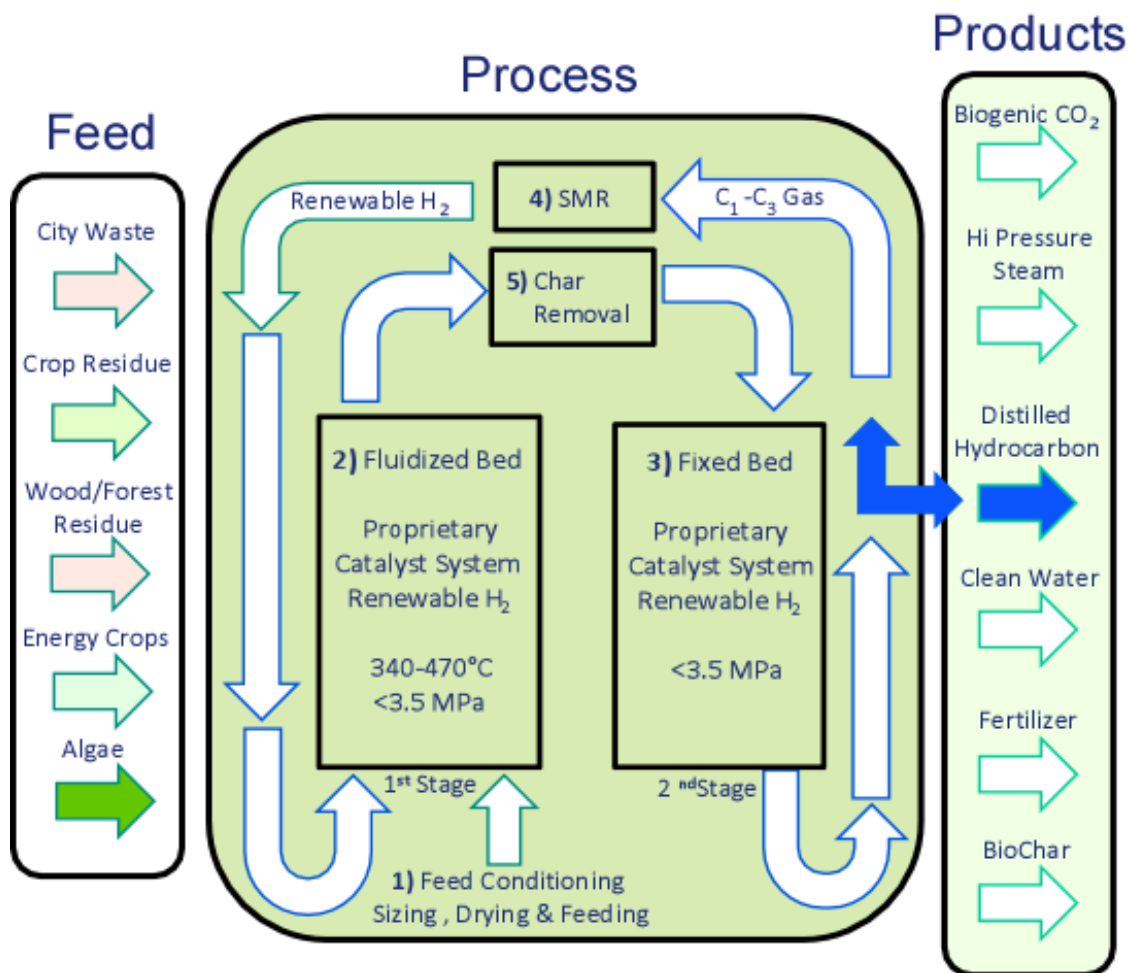 Feed
City Waste
Crop Residue
Wood/Forest
Residue
Energy Crops
Algae
Process
Renewable H₂
4) SMR
C₁ -C₃ Gas
5) Char
Removal
2) Fluidized Bed
Proprietary
Catalyst System
Renewable H₂
340-470°C
<3.5 MPa
1st Stage
3) Fixed Bed
Proprietary
Catalyst System
Renewable H₂
<3.5 MPa
2 ndStage
1) Feed Conditioning
Sizing , Drying & Feeding
Products
Biogenic CO₂
Hi Pressure
Steam
Distilled
Hydrocarbon
Clean Water
Fertilizer
BioChar